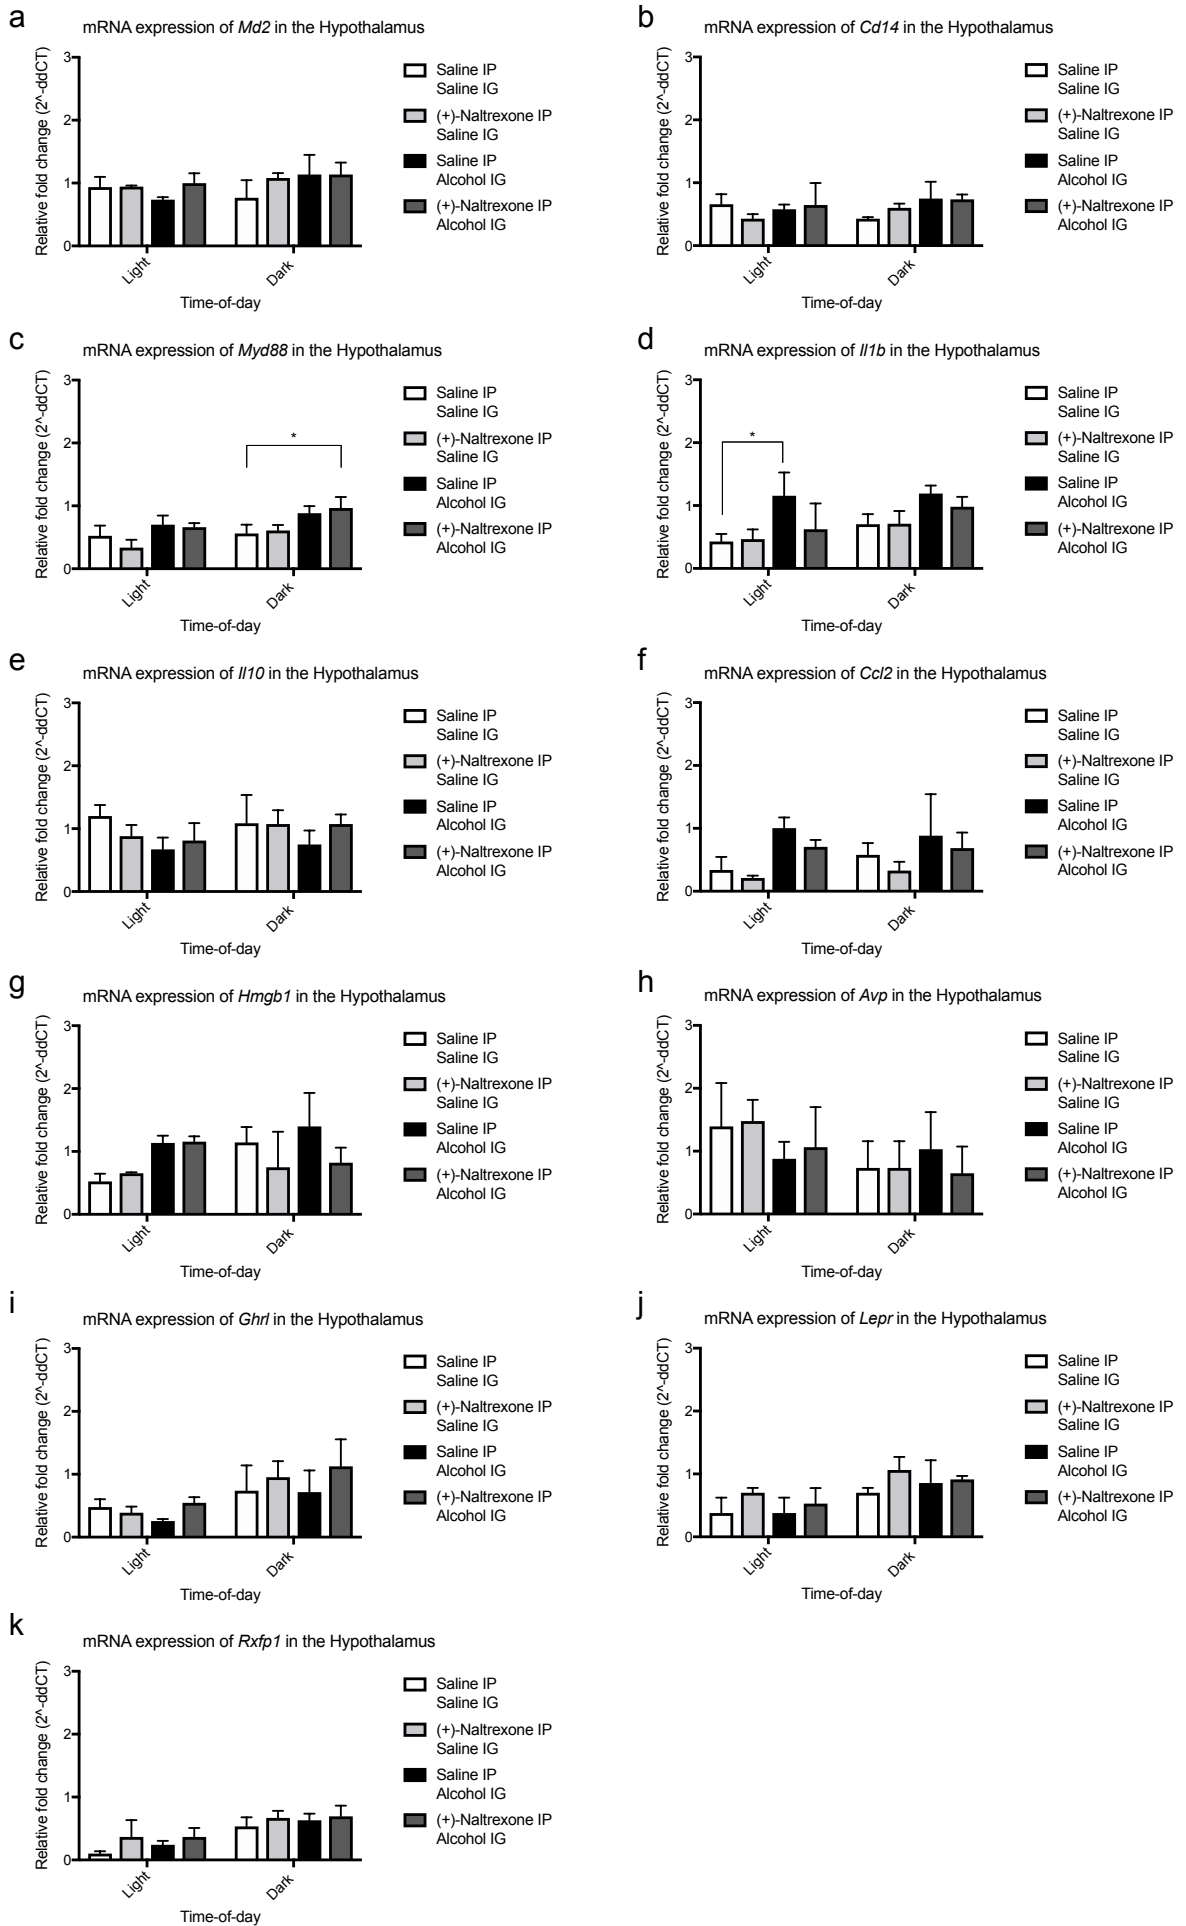 a
mRNA expression of Md2 in the Hypothalamus
Relative fold change (2^-ddCT)
3
2
1
0
Light
Dark
Time-of-day
Saline IP
Saline IG
(+)-Naltrexone IP
Saline IG
Saline IP
Alcohol IG
(+)-Naltrexone IP
Alcohol IG
b
mRNA expression of Cd14 in the Hypothalamus
Relative fold change (2^-ddCT)
3
2
1
0
Light
Dark
Time-of-day
Saline IP
Saline IG
(+)-Naltrexone IP
Saline IG
Saline IP
Alcohol IG
(+)-Naltrexone IP
Alcohol IG
c
mRNA expression of Myd88 in the Hypothalamus
Relative fold change (2^-ddCT)
3
2
1
0
*
Light
Dark
Time-of-day
Saline IP
Saline IG
(+)-Naltrexone IP
Saline IG
Saline IP
Alcohol IG
(+)-Naltrexone IP
Alcohol IG
d
mRNA expression of Il1b in the Hypothalamus
Relative fold change (2^-ddCT)
3
2
1
0
*
Light
Dark
Time-of-day
Saline IP
Saline IG
(+)-Naltrexone IP
Saline IG
Saline IP
Alcohol IG
(+)-Naltrexone IP
Alcohol IG
e
mRNA expression of Il10 in the Hypothalamus
Relative fold change (2^-ddCT)
3
2
1
0
Light
Dark
Time-of-day
Saline IP
Saline IG
(+)-Naltrexone IP
Saline IG
Saline IP
Alcohol IG
(+)-Naltrexone IP
Alcohol IG
f
mRNA expression of Ccl2 in the Hypothalamus
Relative fold change (2^-ddCT)
3
2
1
0
Light
Dark
Time-of-day
Saline IP
Saline IG
(+)-Naltrexone IP
Saline IG
Saline IP
Alcohol IG
(+)-Naltrexone IP
Alcohol IG
g
mRNA expression of Hmgb1 in the Hypothalamus
Relative fold change (2^-ddCT)
3
2
1
0
Light
Dark
Time-of-day
Saline IP
Saline IG
(+)-Naltrexone IP
Saline IG
Saline IP
Alcohol IG
(+)-Naltrexone IP
Alcohol IG
h
mRNA expression of Avp in the Hypothalamus
Relative fold change (2^-ddCT)
3
2
1
0
Light
Dark
Time-of-day
Saline IP
Saline IG
(+)-Naltrexone IP
Saline IG
Saline IP
Alcohol IG
(+)-Naltrexone IP
Alcohol IG
i
mRNA expression of Ghrl in the Hypothalamus
Relative fold change (2^-ddCT)
3
2
1
0
Light
Dark
Time-of-day
Saline IP
Saline IG
(+)-Naltrexone IP
Saline IG
Saline IP
Alcohol IG
(+)-Naltrexone IP
Alcohol IG
j
mRNA expression of Lepr in the Hypothalamus
Relative fold change (2^-ddCT)
3
2
1
0
Light
Dark
Time-of-day
Saline IP
Saline IG
(+)-Naltrexone IP
Saline IG
Saline IP
Alcohol IG
(+)-Naltrexone IP
Alcohol IG
k
mRNA expression of Rxfp1 in the Hypothalamus
Relative fold change (2^-ddCT)
3
2
1
0
Light
Dark
Time-of-day
Saline IP
Saline IG
(+)-Naltrexone IP
Saline IG
Saline IP
Alcohol IG
(+)-Naltrexone IP
Alcohol IG